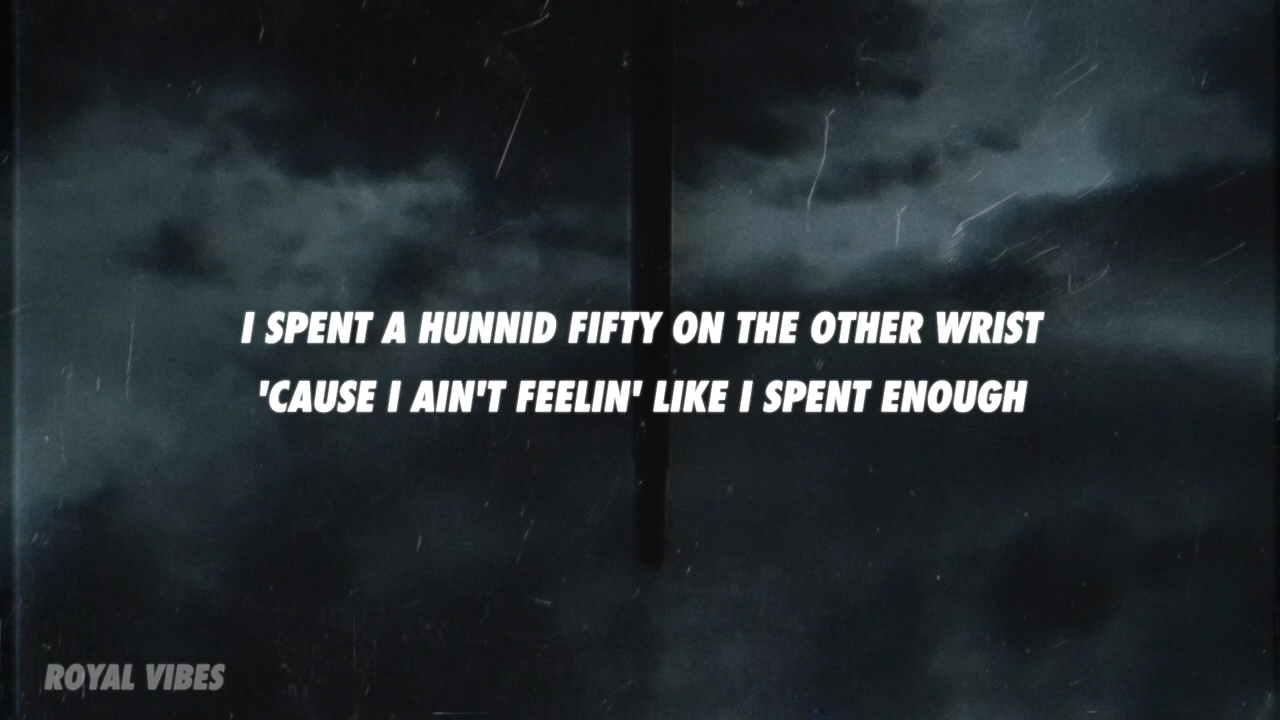 I SPENT A HUNNID FIFTY ON THE OTHER WRIST
'CAUSE I AIN'T FEELIN' LIKE I SPENT ENOUGH
ROYAL VIBES